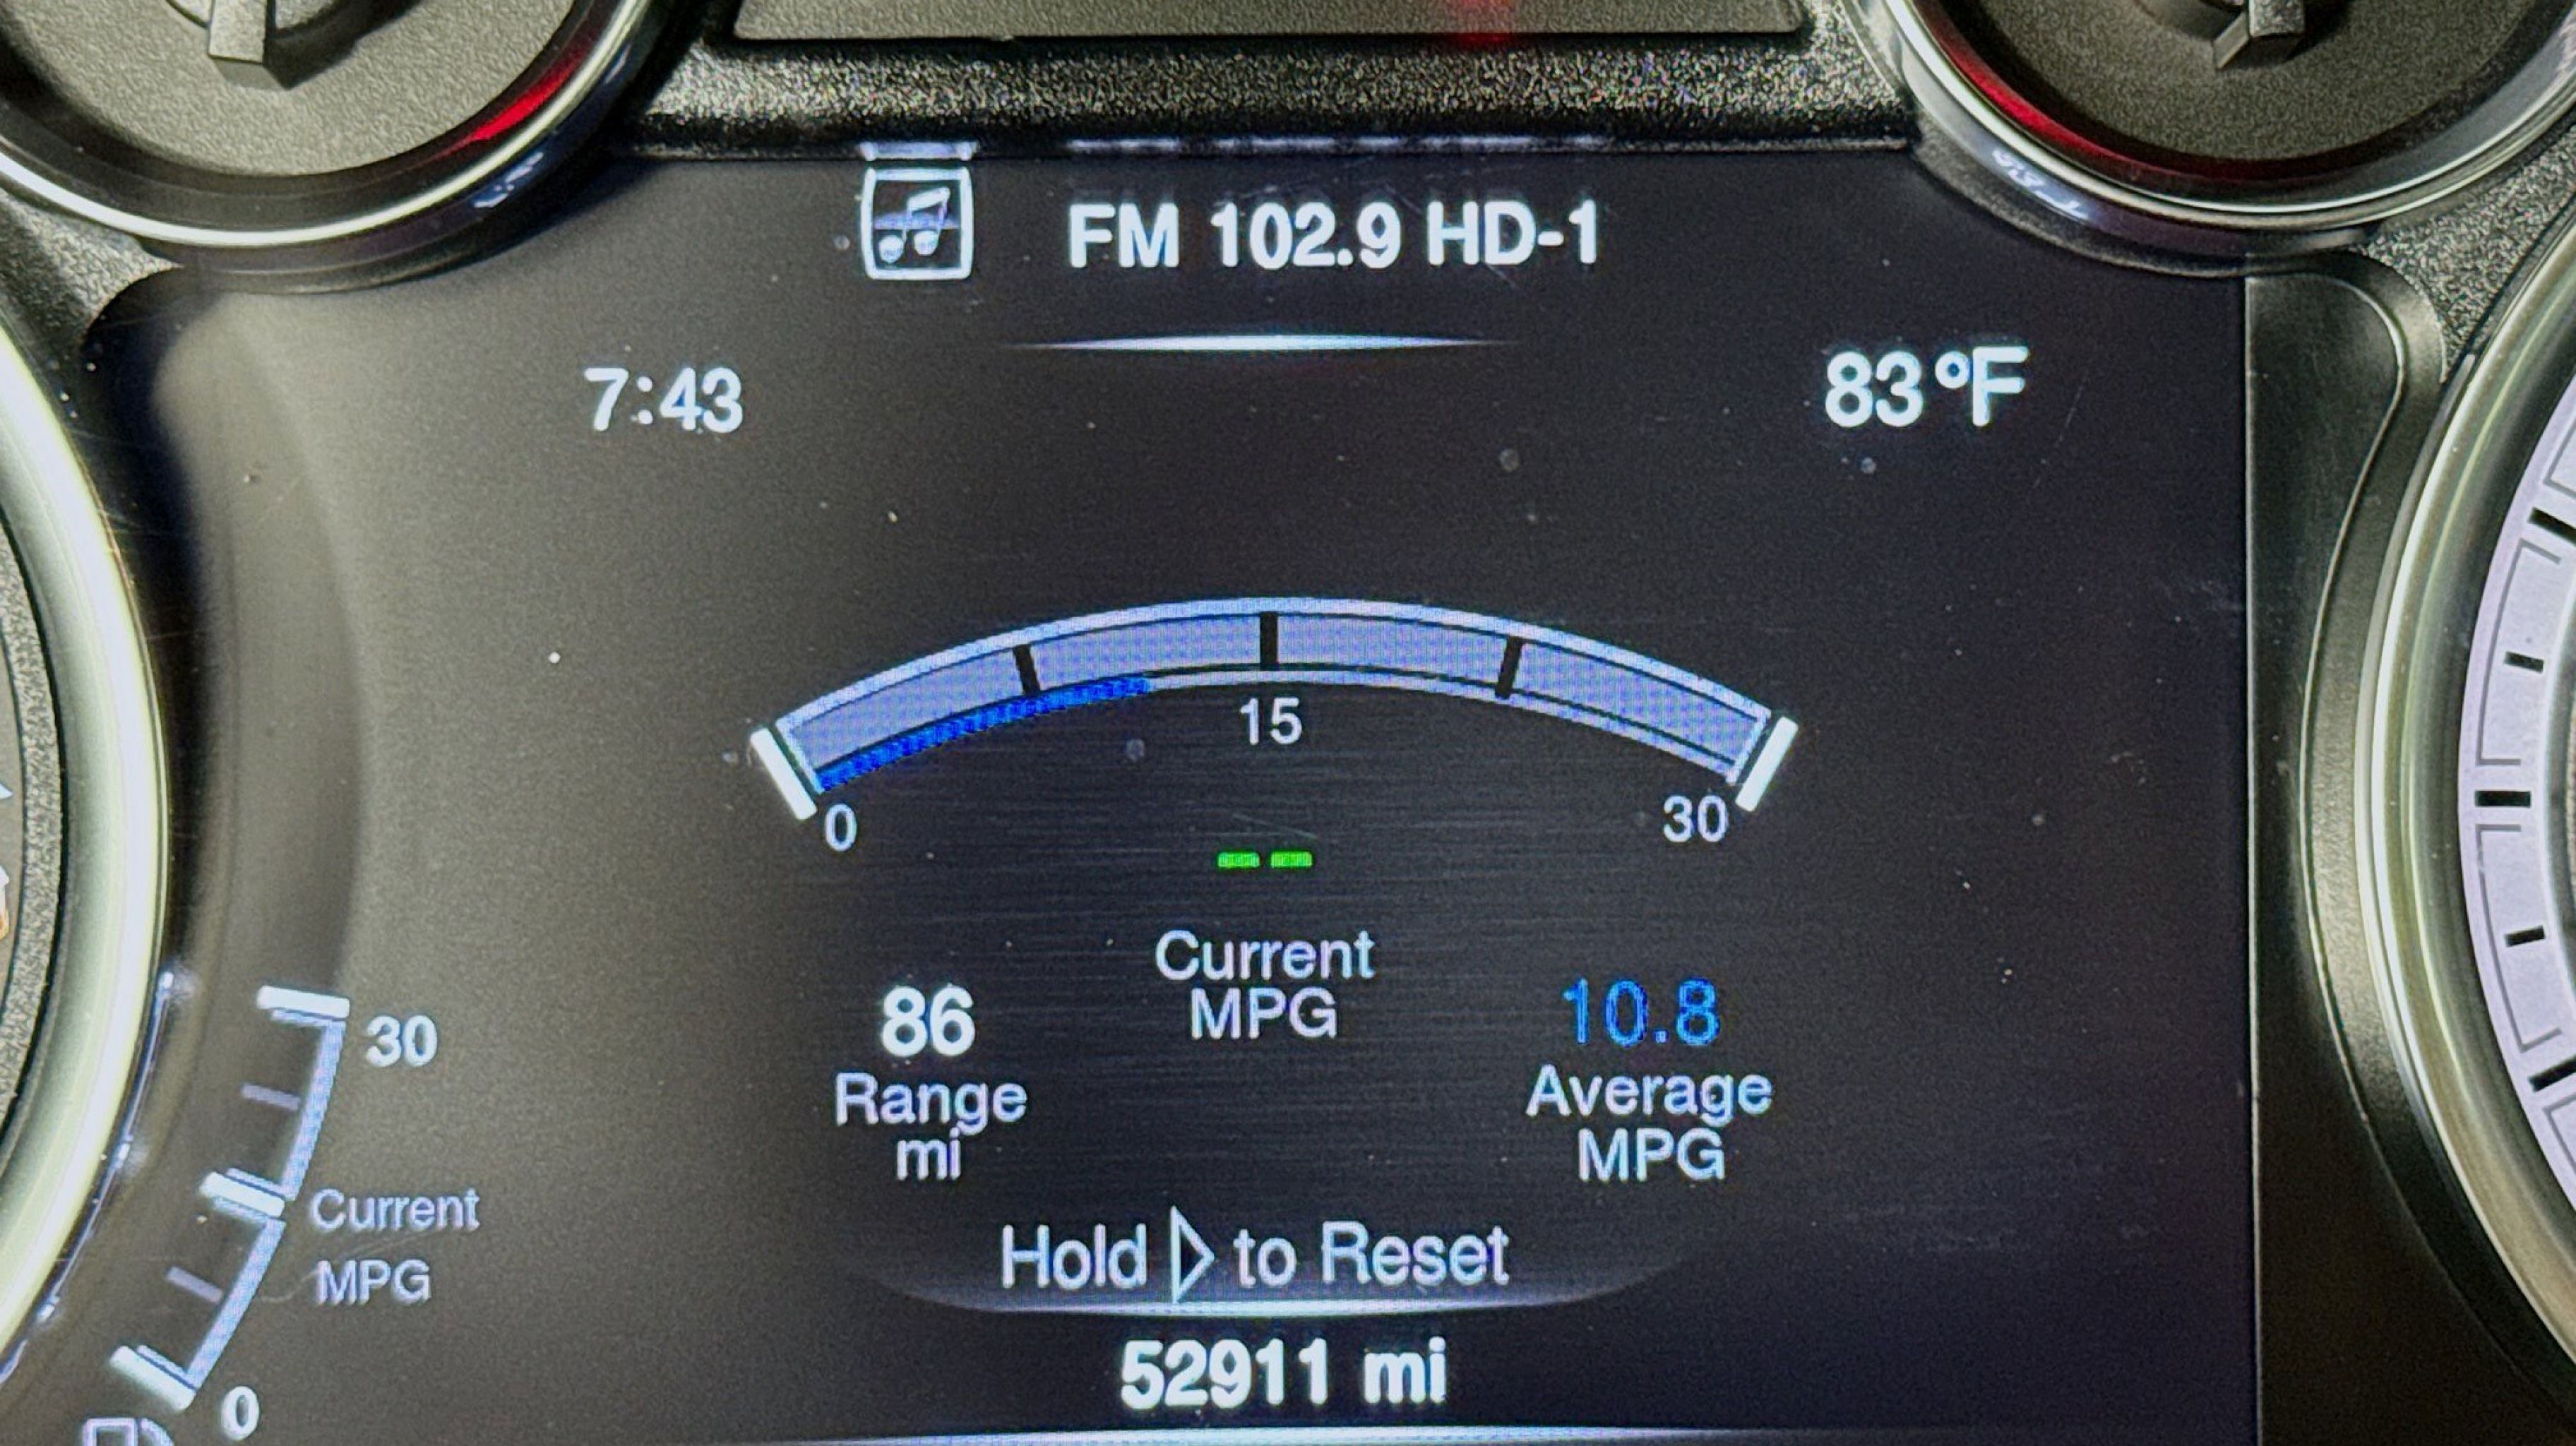 FM 102.9 HD-1
7:43
83°F
15
0
30
--
Current
MPG
86
Range
mi
10.8
Average
MPG
30
Current
MPG
0
Hold ▷ to Reset
52911 mi